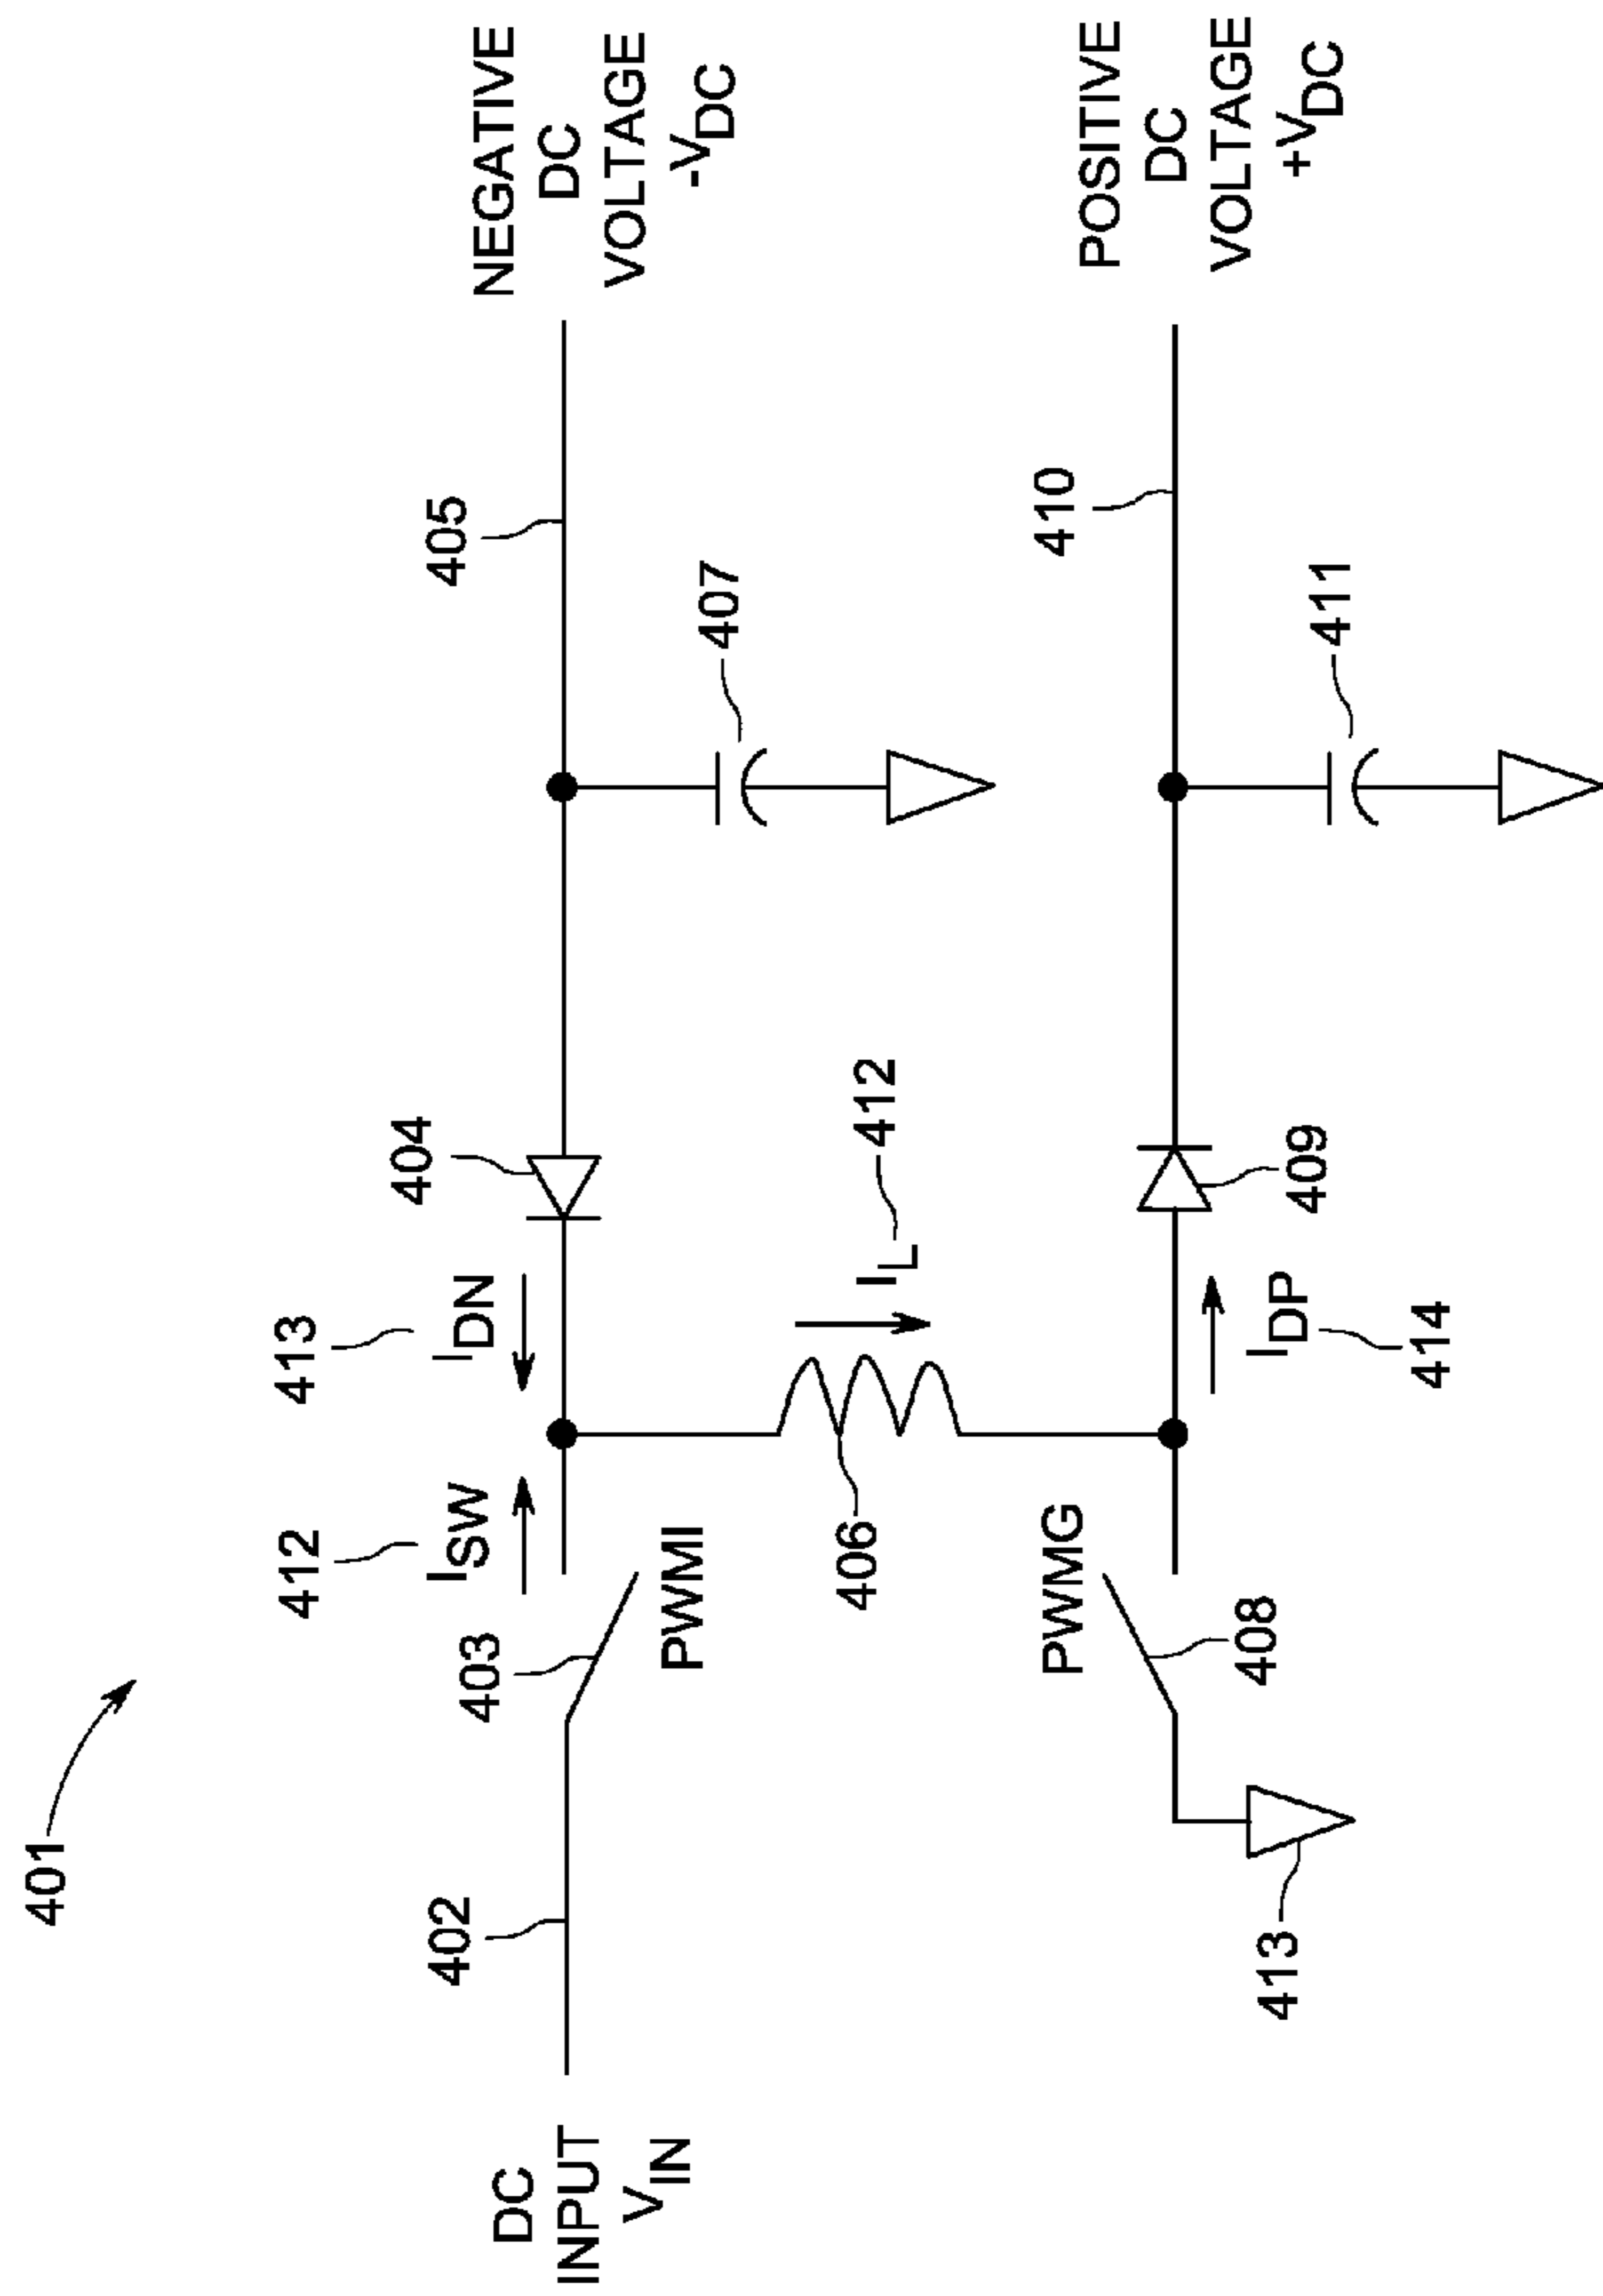 401
412
413
404
405
NEGATIVE
DC
VOLTAGE
-VDC
ISW
IDN
402
403
DC
INPUT
VIN
PWMI
407
406
IL
412
PWMG
410
POSITIVE
DC
VOLTAGE
+VDC
408
IDP
409
411
413
414